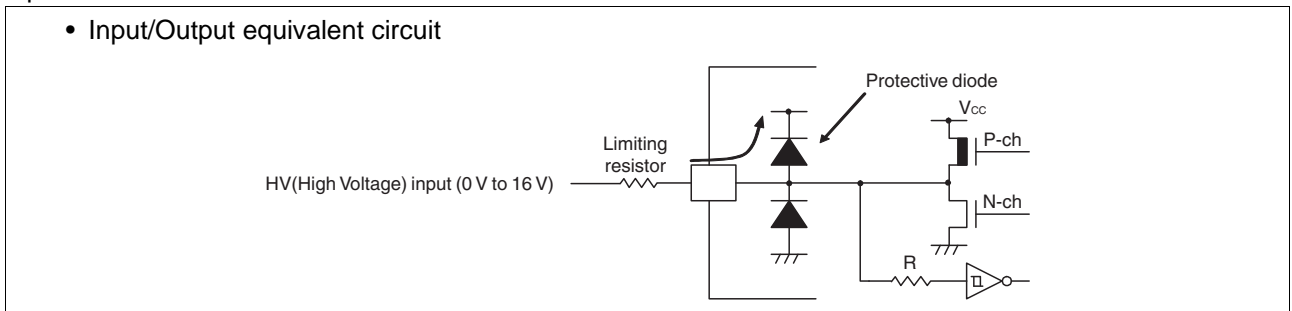 • Input/Output equivalent circuit
Protective diode
Vcc
P-ch
Limiting
resistor
HV(High Voltage) input (0 V to 16 V)
N-ch
R